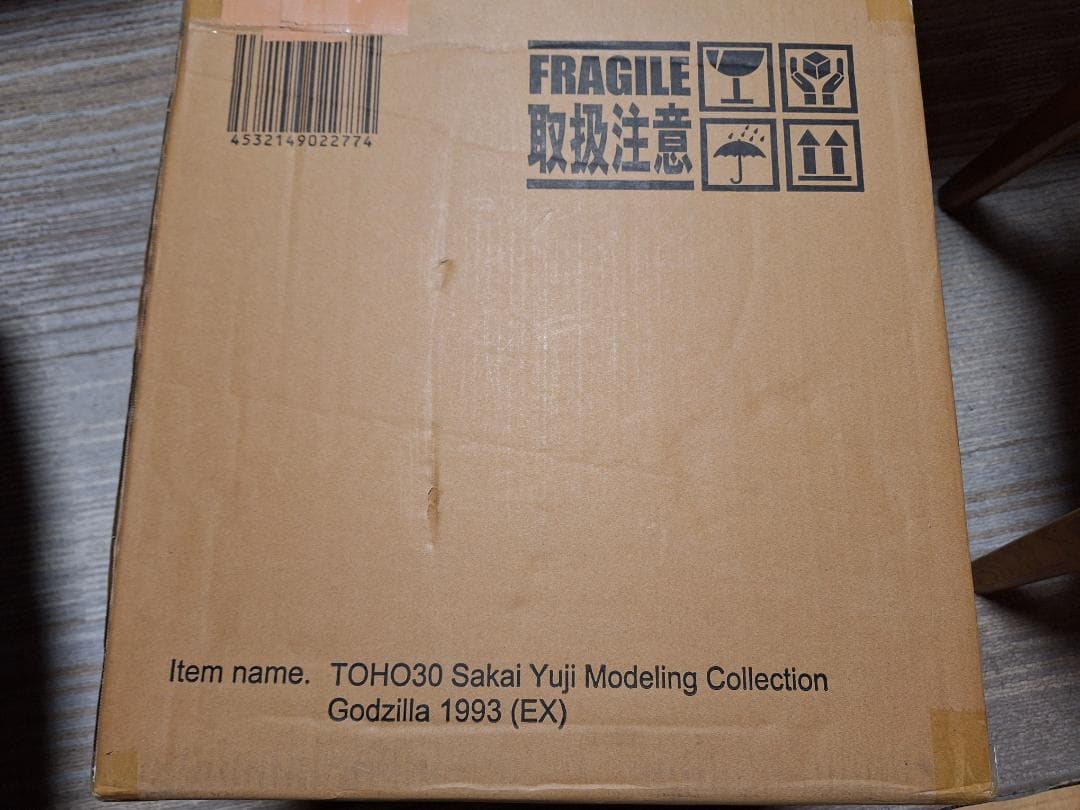 4532149022774
FRAGILE
取扱注意
Item name. TOHO30 Sakai Yuji Modeling Collection
Godzilla 1993 (EX)